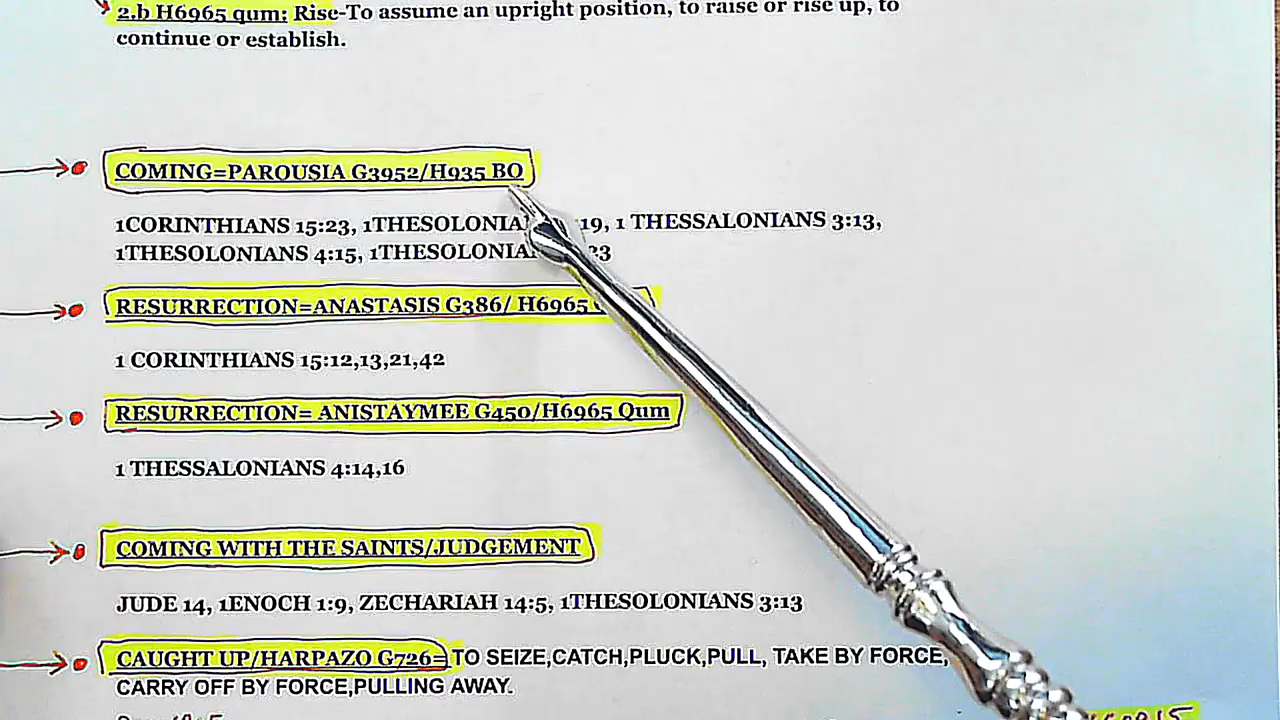 2.b H6965 qum: Rise-To assume an upright position, to raise or rise up, to
continue or establish.
COMING=PAROUSIA G3952/H935 BO
1CORINTHIANS 15:23, 1THESOLONIA 19, 1 THESSALONIANS 3:13,
1THESOLONIANS 4:15, 1THESOLONIA 23
RESURRECTION=ANASTASIS G386/ H6965
1 CORINTHIANS 15:12,13,21,42
RESURRECTION= ANISTAYMEE G450/H6965 Qum
1 THESSALONIANS 4:14,16
COMING WITH THE SAINTS/JUDGEMENT
JUDE 14, 1ENOCH 1:9, ZECHARIAH 14:5, 1THESOLONIANS 3:13
CAUGHT UP/HARPAZO G726= TO SEIZE,CATCH,PLUCK,PULL, TAKE BY FORCE,
CARRY OFF BY FORCE,PULLING AWAY.